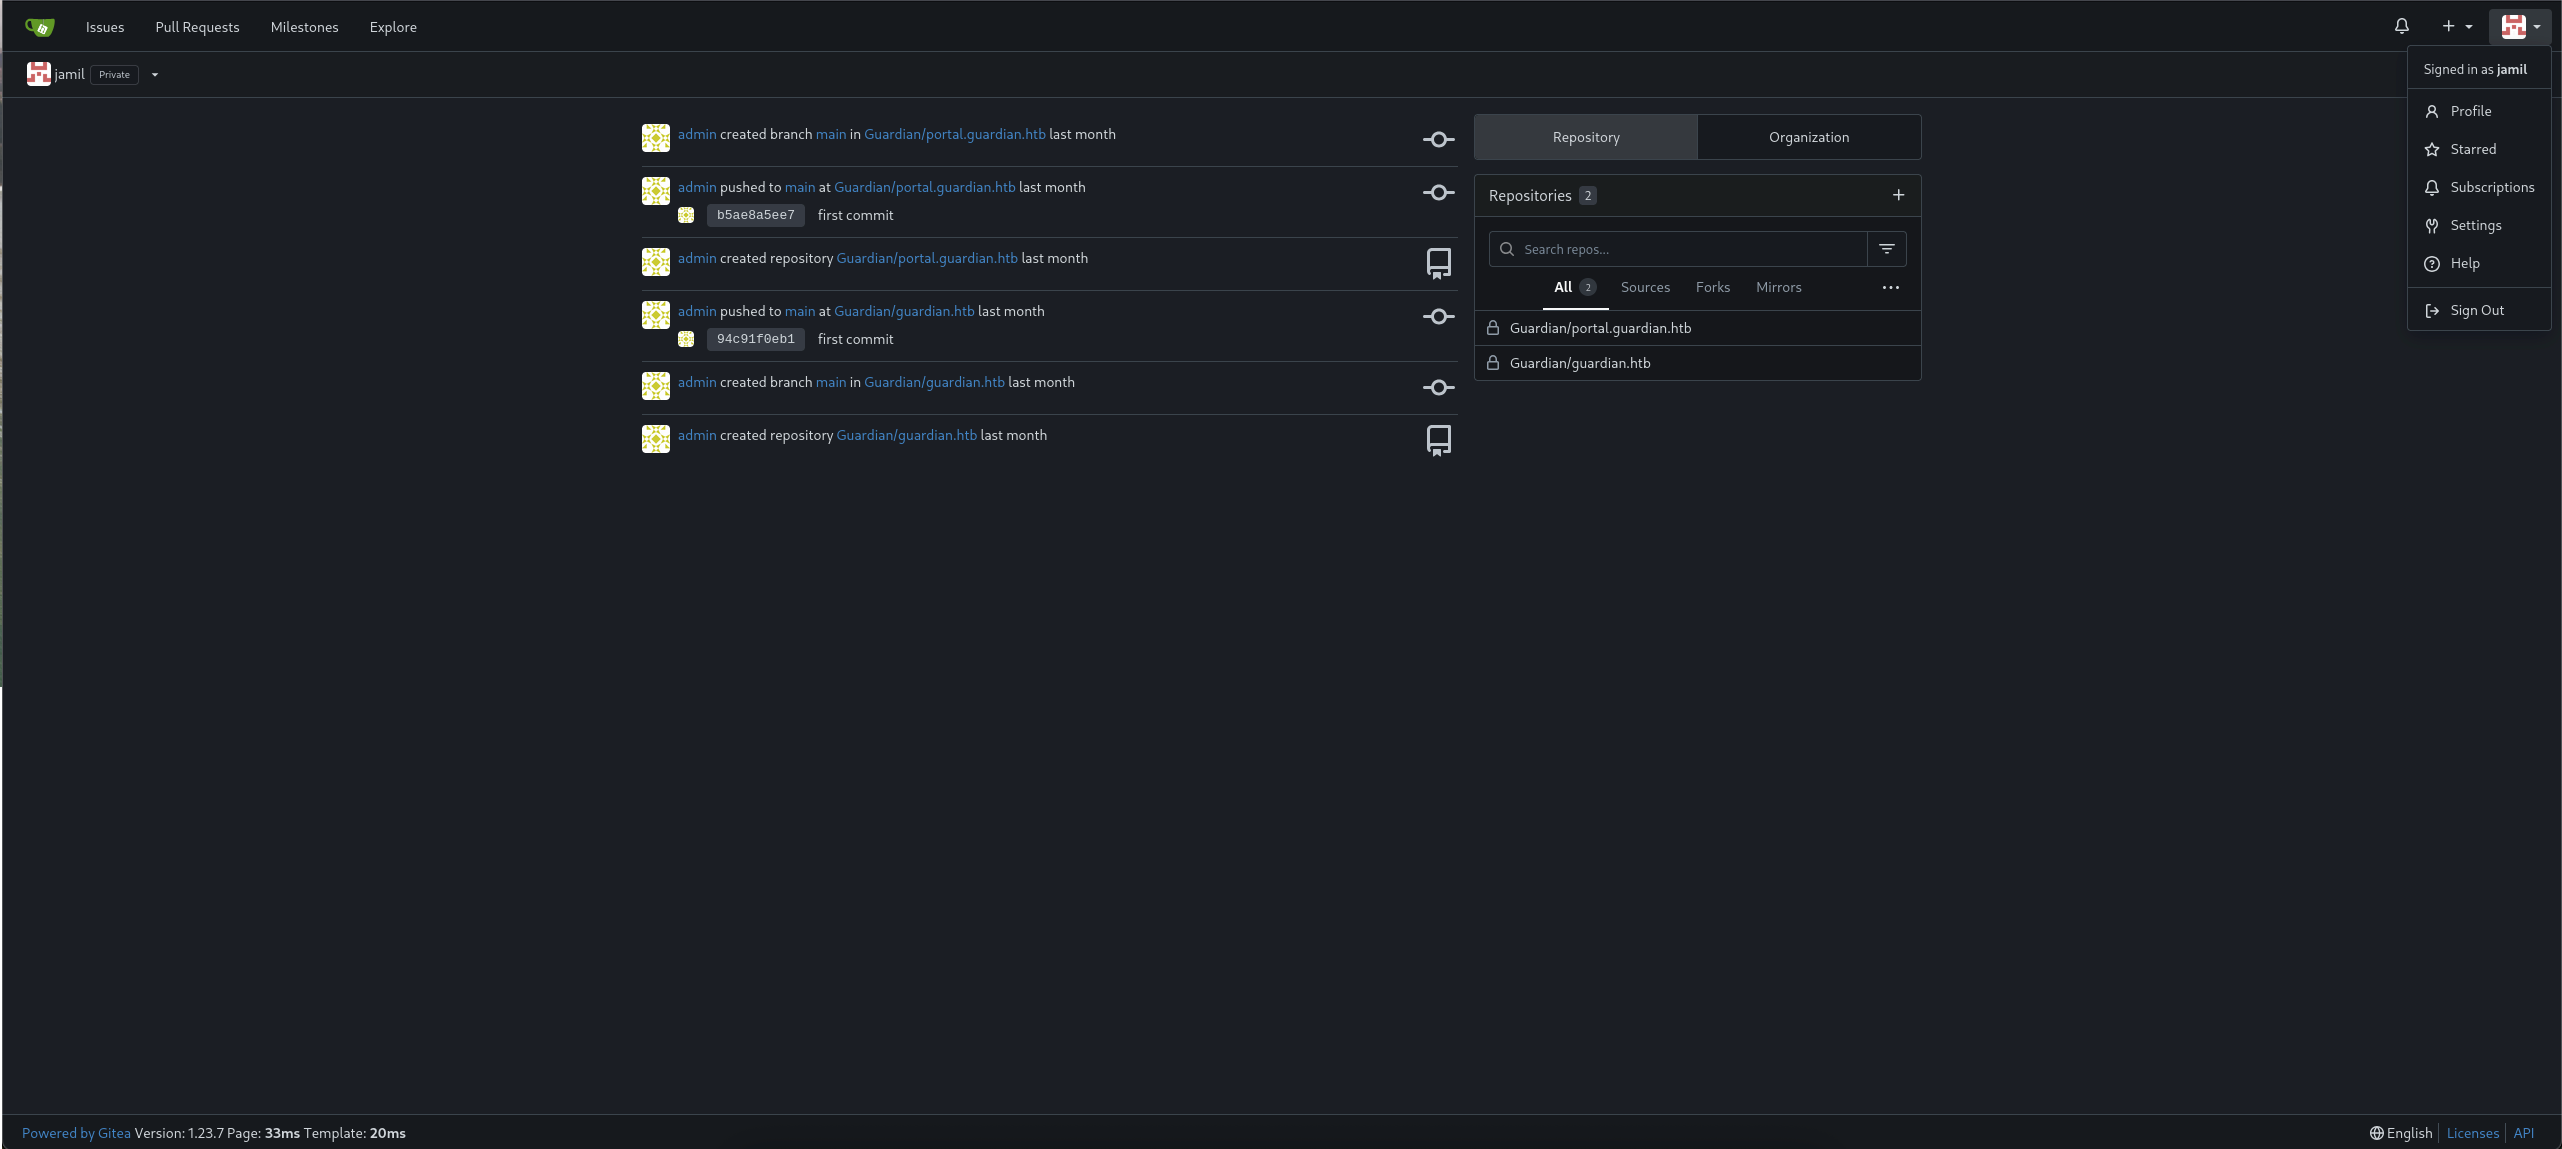 Issues Pull Requests Milestones Explore
jamil Private
Signed in as jamil
Profile
Starred
Subscriptions
Settings
Help
Sign Out
admin created branch main in Guardian/portal.guardian.htb last month
admin pushed to main at Guardian/portal.guardian.htb last month
b5ae8a5ee7 first commit
admin created repository Guardian/portal.guardian.htb last month
admin pushed to main at Guardian/guardian.htb last month
94c91f0eb1 first commit
admin created branch main in Guardian/guardian.htb last month
admin created repository Guardian/guardian.htb last month
Repository Organization
Repositories 2
Search repos...
All 2 Sources Forks Mirrors
Guardian/portal.guardian.htb
Guardian/guardian.htb
Powered by Gitea Version: 1.23.7 Page: 33ms Template: 20ms
English Licenses API